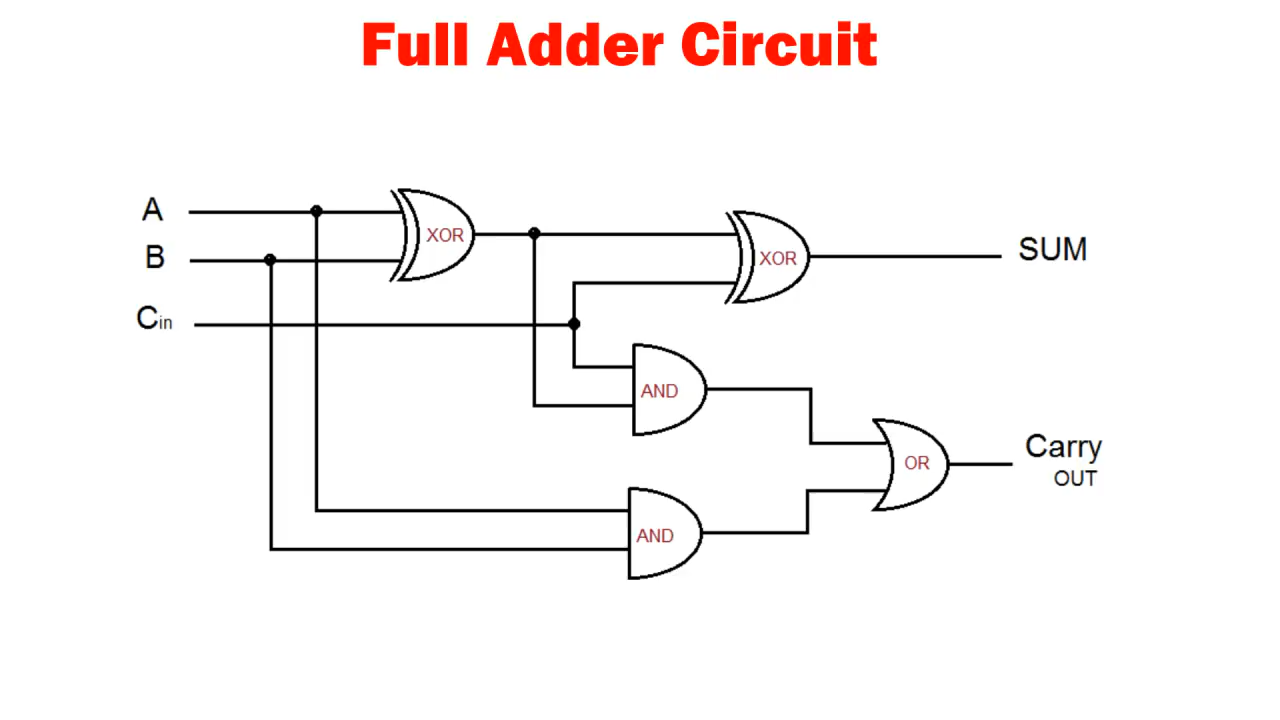 Full Adder Circuit
A
B
Cin
XOR
XOR
SUM
AND
AND
OR
Carry
OUT